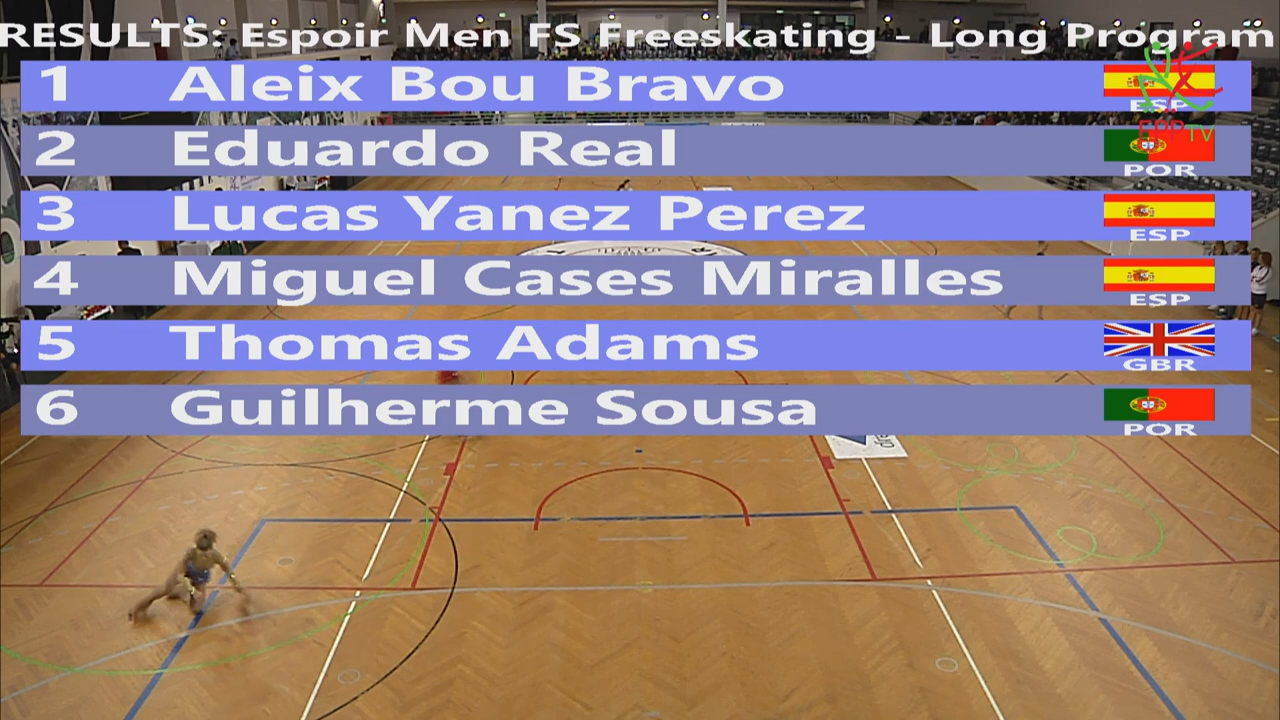 RESULTS: Espoir Men FS Freeskating - Long Program
1 Aleix Bou Bravo ESP
2 Eduardo Real POR
3 Lucas Yanez Perez ESP
4 Miguel Cases Miralles ESP
5 Thomas Adams GBR
6 Guilherme Sousa POR
FPPTV